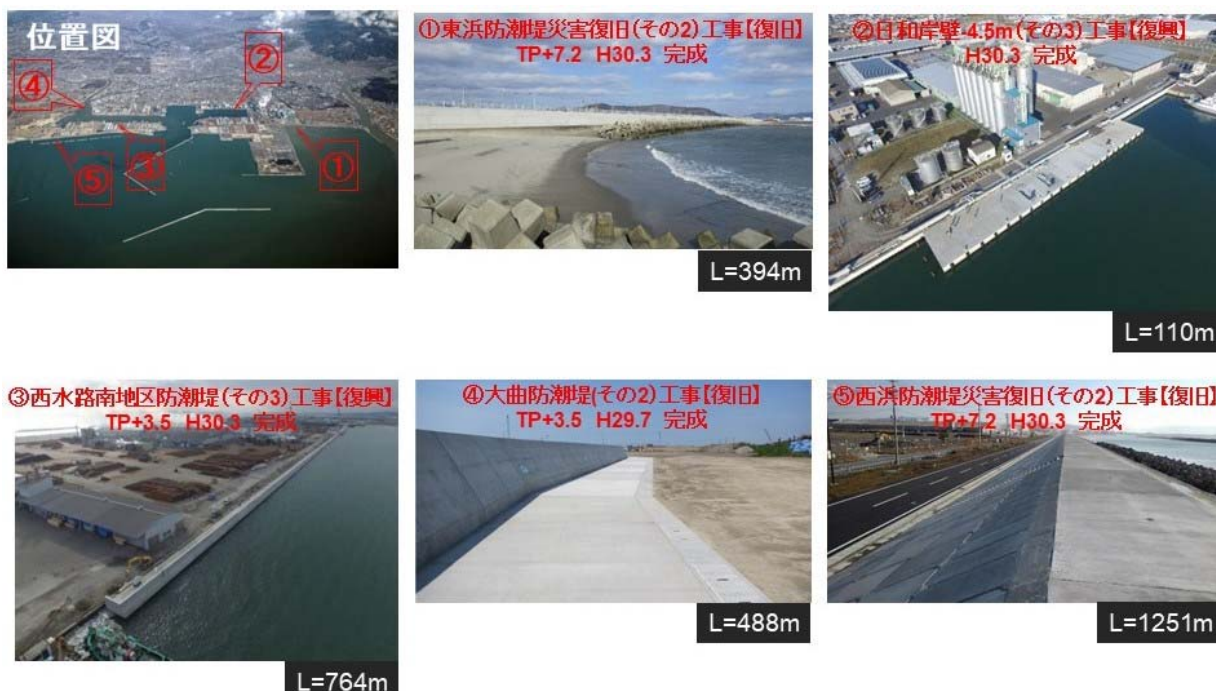 位置図
④
②
③
⑤
①
①東浜防潮堤災害復旧(その2)工事【復旧】
TP+7.2 H30.3 完成
L=394m
②日和岸壁-4.5m(その3)工事【復興】
H30.3 完成
L=110m
③西水路南地区防潮堤(その3)工事【復興】
TP+3.5 H30.3 完成
L=764m
④大曲防潮堤(その2)工事【復旧】
TP+3.5 H29.7 完成
L=488m
⑤西浜防潮堤災害復旧(その2)工事【復旧】
TP+7.2 H30.3 完成
L=1251m